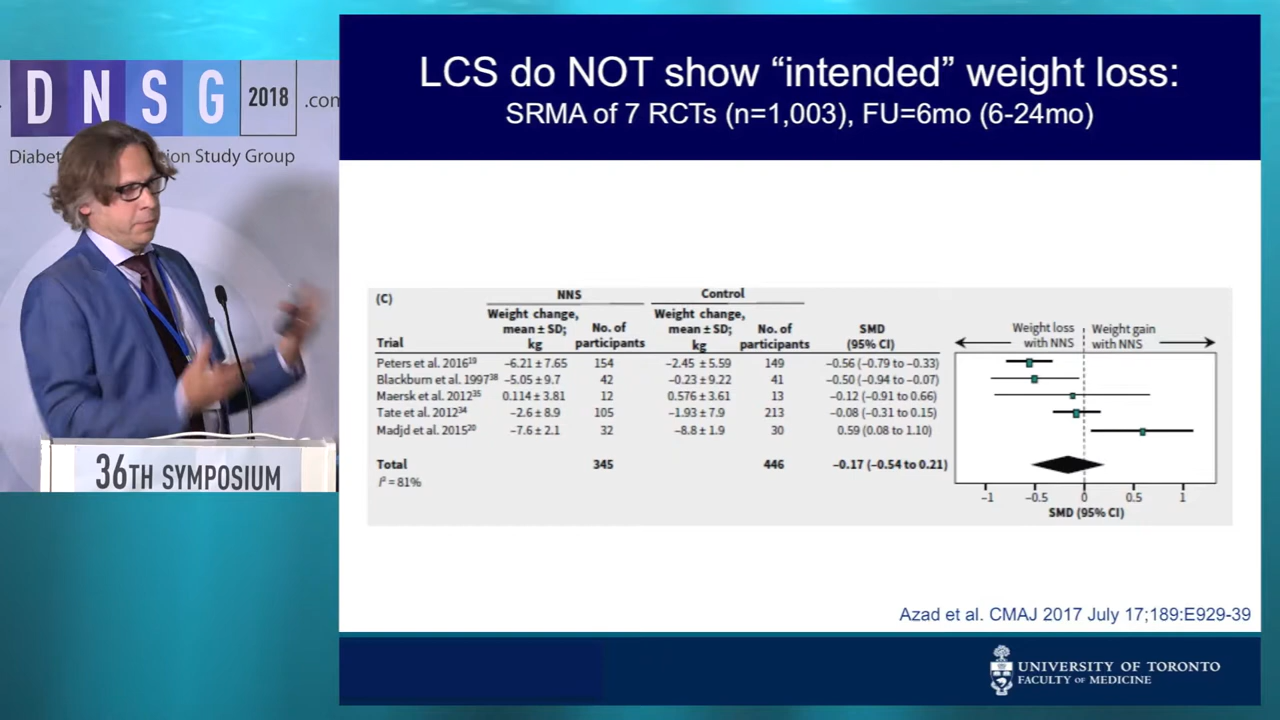 D N S G 2018 .com
Study Group
36TH SYMPOSIUM
LCS do NOT show “intended” weight loss:
SRMA of 7 RCTs (n=1,003), FU=6mo (6-24mo)
(C) NNS Control
Weight change, mean ± SD; kg No. of participants Weight change, mean ± SD; kg No. of participants SMD (95% CI)
Trial
Weight loss with NNS Weight gain with NNS
Peters et al. 2016¹⁹ −6.21 ± 7.65 154 −2.45 ± 5.59 149 −0.56 (−0.79 to −0.33)
Blackburn et al. 1997³⁸ −5.05 ± 9.7 42 −0.23 ± 9.22 41 −0.50 (−0.94 to −0.07)
Maersk et al. 2012³⁵ 0.114 ± 3.81 12 0.576 ± 3.61 13 −0.12 (−0.91 to 0.66)
Tate et al. 2012³⁴ −2.6 ± 8.9 105 −1.93 ± 7.9 213 −0.08 (−0.31 to 0.15)
Madjd et al. 2015²⁰ −7.6 ± 2.1 32 −8.8 ± 1.9 30 0.59 (0.08 to 1.10)
Total 345 446 −0.17 (−0.54 to 0.21)
I² = 81%
−1 −0.5 0 0.5 1
SMD (95% CI)
Azad et al. CMAJ 2017 July 17;189:E929-39
UNIVERSITY OF TORONTO
FACULTY OF MEDICINE